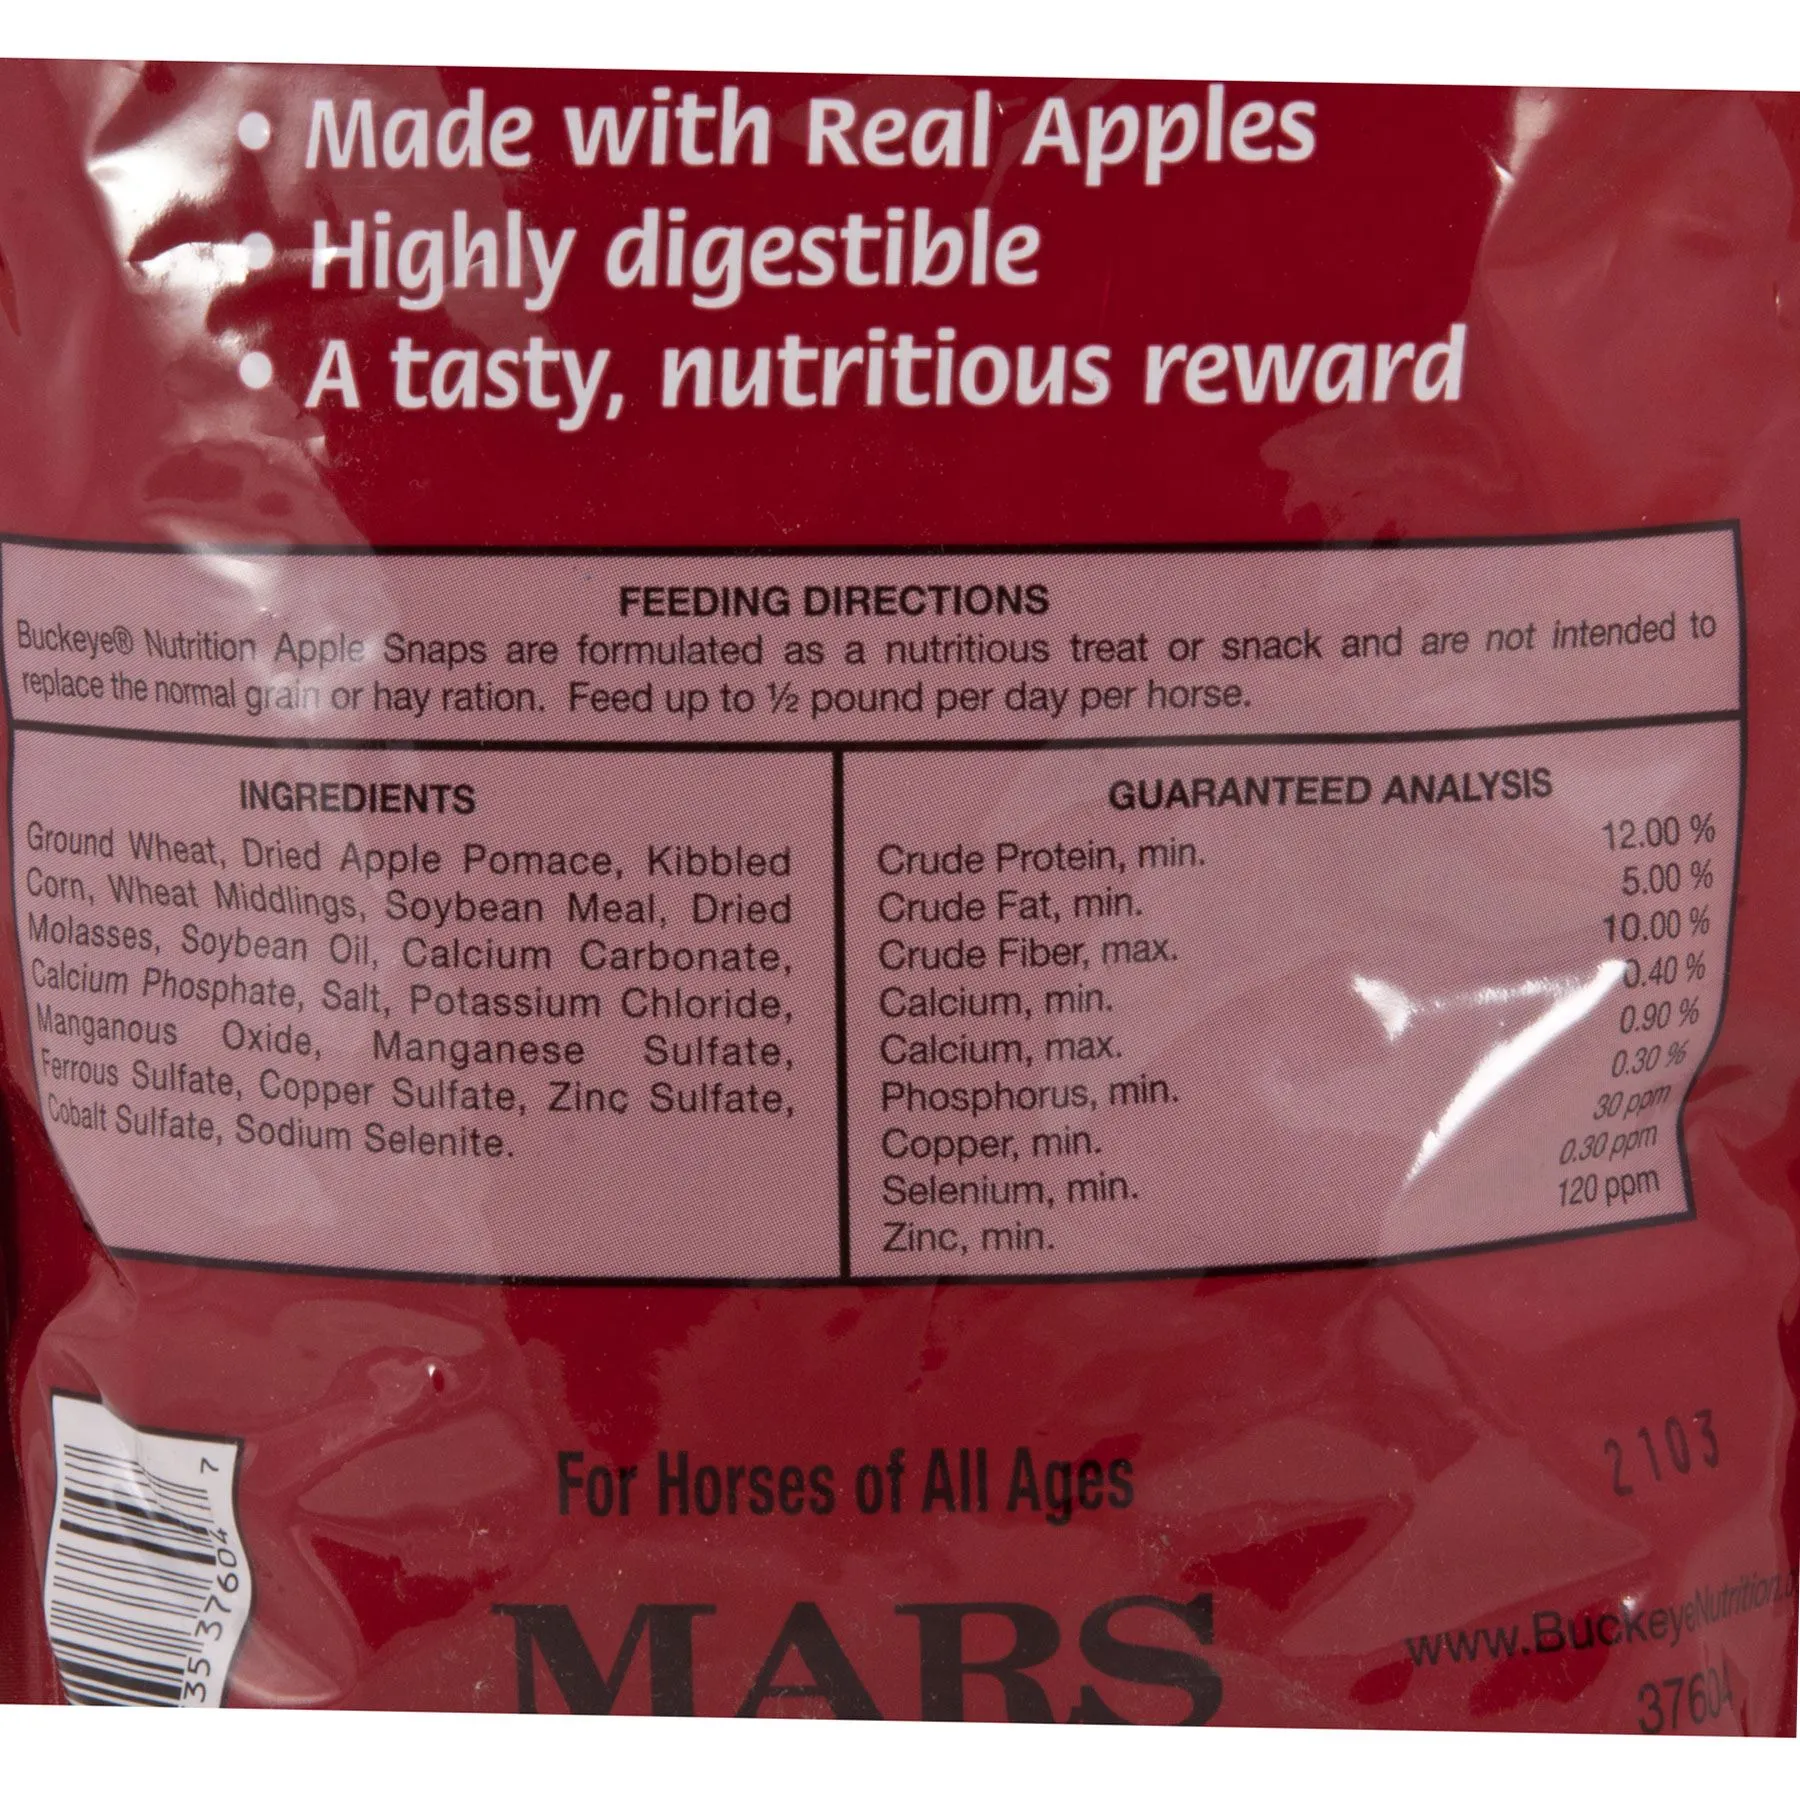 • Made with Real Apples
• Highly digestible
• A tasty, nutritious reward
FEEDING DIRECTIONS
Buckeye® Nutrition Apple Snaps are formulated as a nutritious treat or snack and are not intended to
replace the normal grain or hay ration. Feed up to ½ pound per day per horse.
INGREDIENTS
Ground Wheat, Dried Apple Pomace, Kibbled
Corn, Wheat Middlings, Soybean Meal, Dried
Molasses, Soybean Oil, Calcium Carbonate,
Calcium Phosphate, Salt, Potassium Chloride,
Manganous Oxide, Manganese Sulfate,
Ferrous Sulfate, Copper Sulfate, Zinc Sulfate,
Cobalt Sulfate, Sodium Selenite.
GUARANTEED ANALYSIS
Crude Protein, min. 12.00 %
Crude Fat, min. 5.00 %
Crude Fiber, max. 10.00 %
Calcium, min. 0.40 %
Calcium, max. 0.90 %
Phosphorus, min. 0.30 %
Copper, min. 30 ppm
Selenium, min. 0.30 ppm
Zinc, min. 120 ppm
For Horses of All Ages
2103
MARS
www.BuckeyeNutrition.
37604
35 37604 7